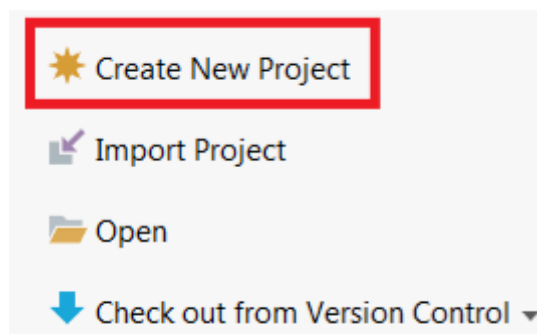 Create New Project
Import Project
Open
Check out from Version Control